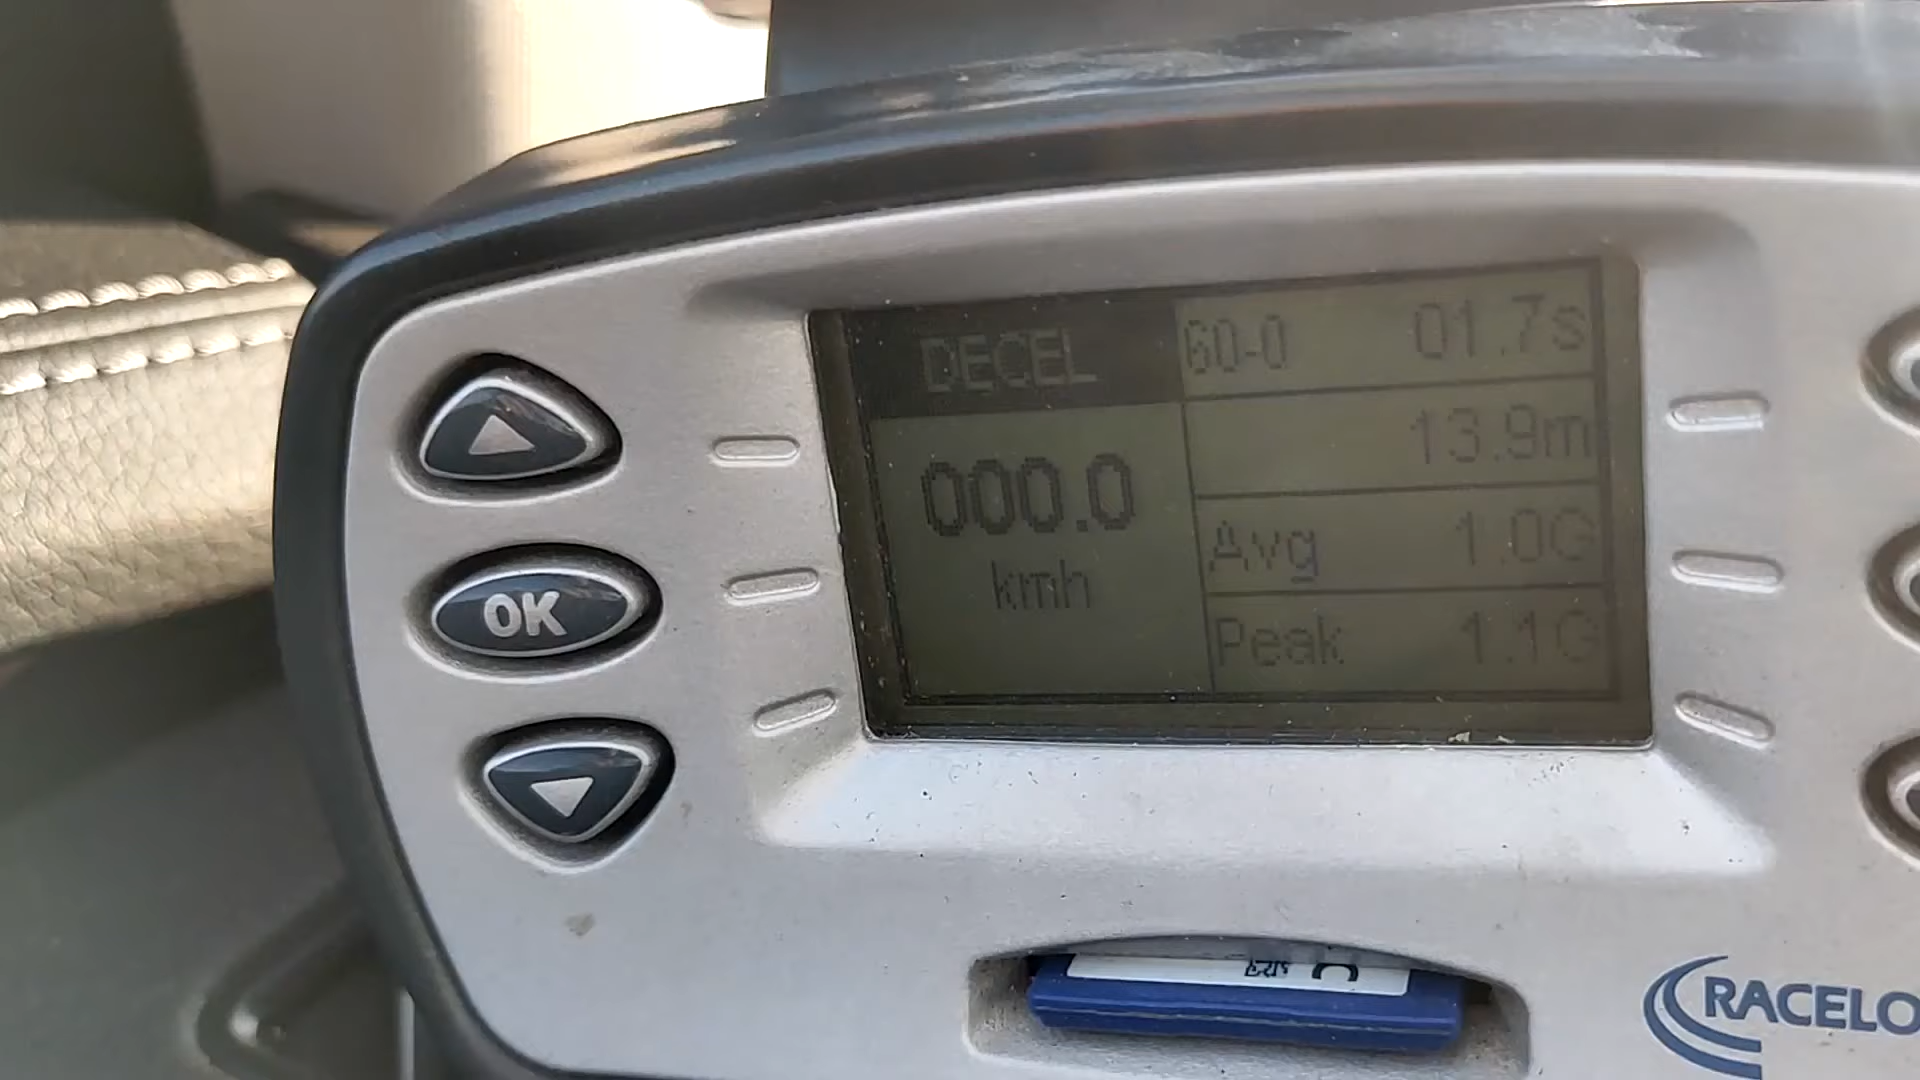 DECEL
60-0 01.7s
13.9m
000.0
kmh
Avg 1.0G
Peak 1.1G
OK
RACELO